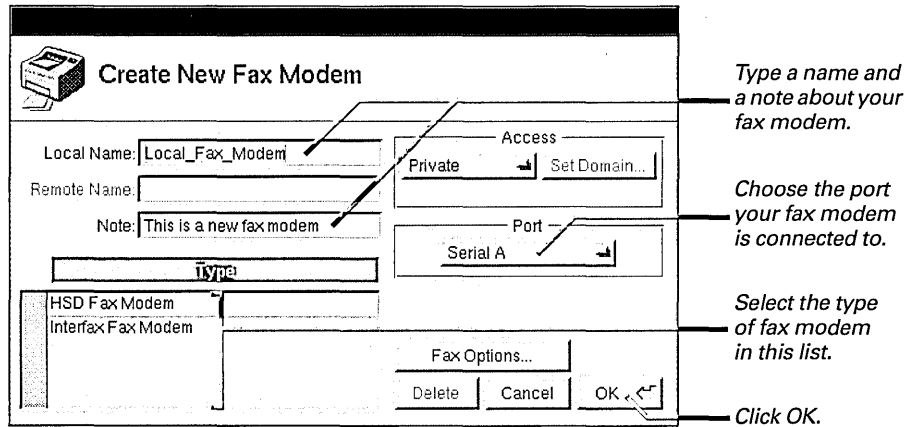 Create New Fax Modem
Type a name and
a note about your
fax modem.
Local Name: Local_Fax_Modem
Remote Name:
Note: This is a new fax modem
Access
Private
Set Domain...
Port
Serial A
Choose the port
your fax modem
is connected to.
Type
HSD Fax Modem
Interfax Fax Modem
Select the type
of fax modem
in this list.
Fax Options...
Delete
Cancel
OK
Click OK.